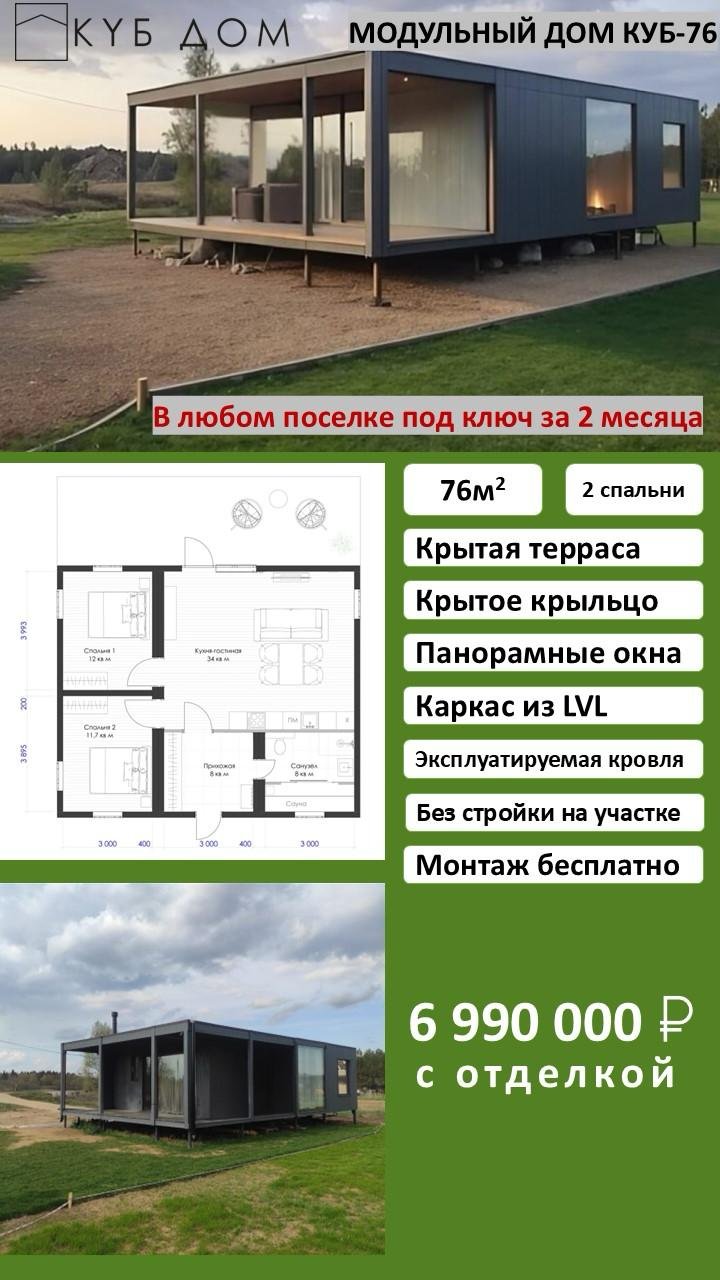 КУБ ДОМ
МОДУЛЬНЫЙ ДОМ КУБ-76
В любом поселке под ключ за 2 месяца
76м²
2 спальни
Крытая терраса
Крытое крыльцо
Панорамные окна
Каркас из LVL
Эксплуатируемая кровля
Без стройки на участке
Монтаж бесплатно
3 993
200
3 895
Спальня 1
12 кв м
Кухня-гостиная
34 кв м
Спальня 2
11,7 кв м
ПМ
Х
Прихожая
8 кв м
Санузел
8 кв м
Сауна
3 000
400
3 000
400
3 000
6 990 000 ₽
с отделкой